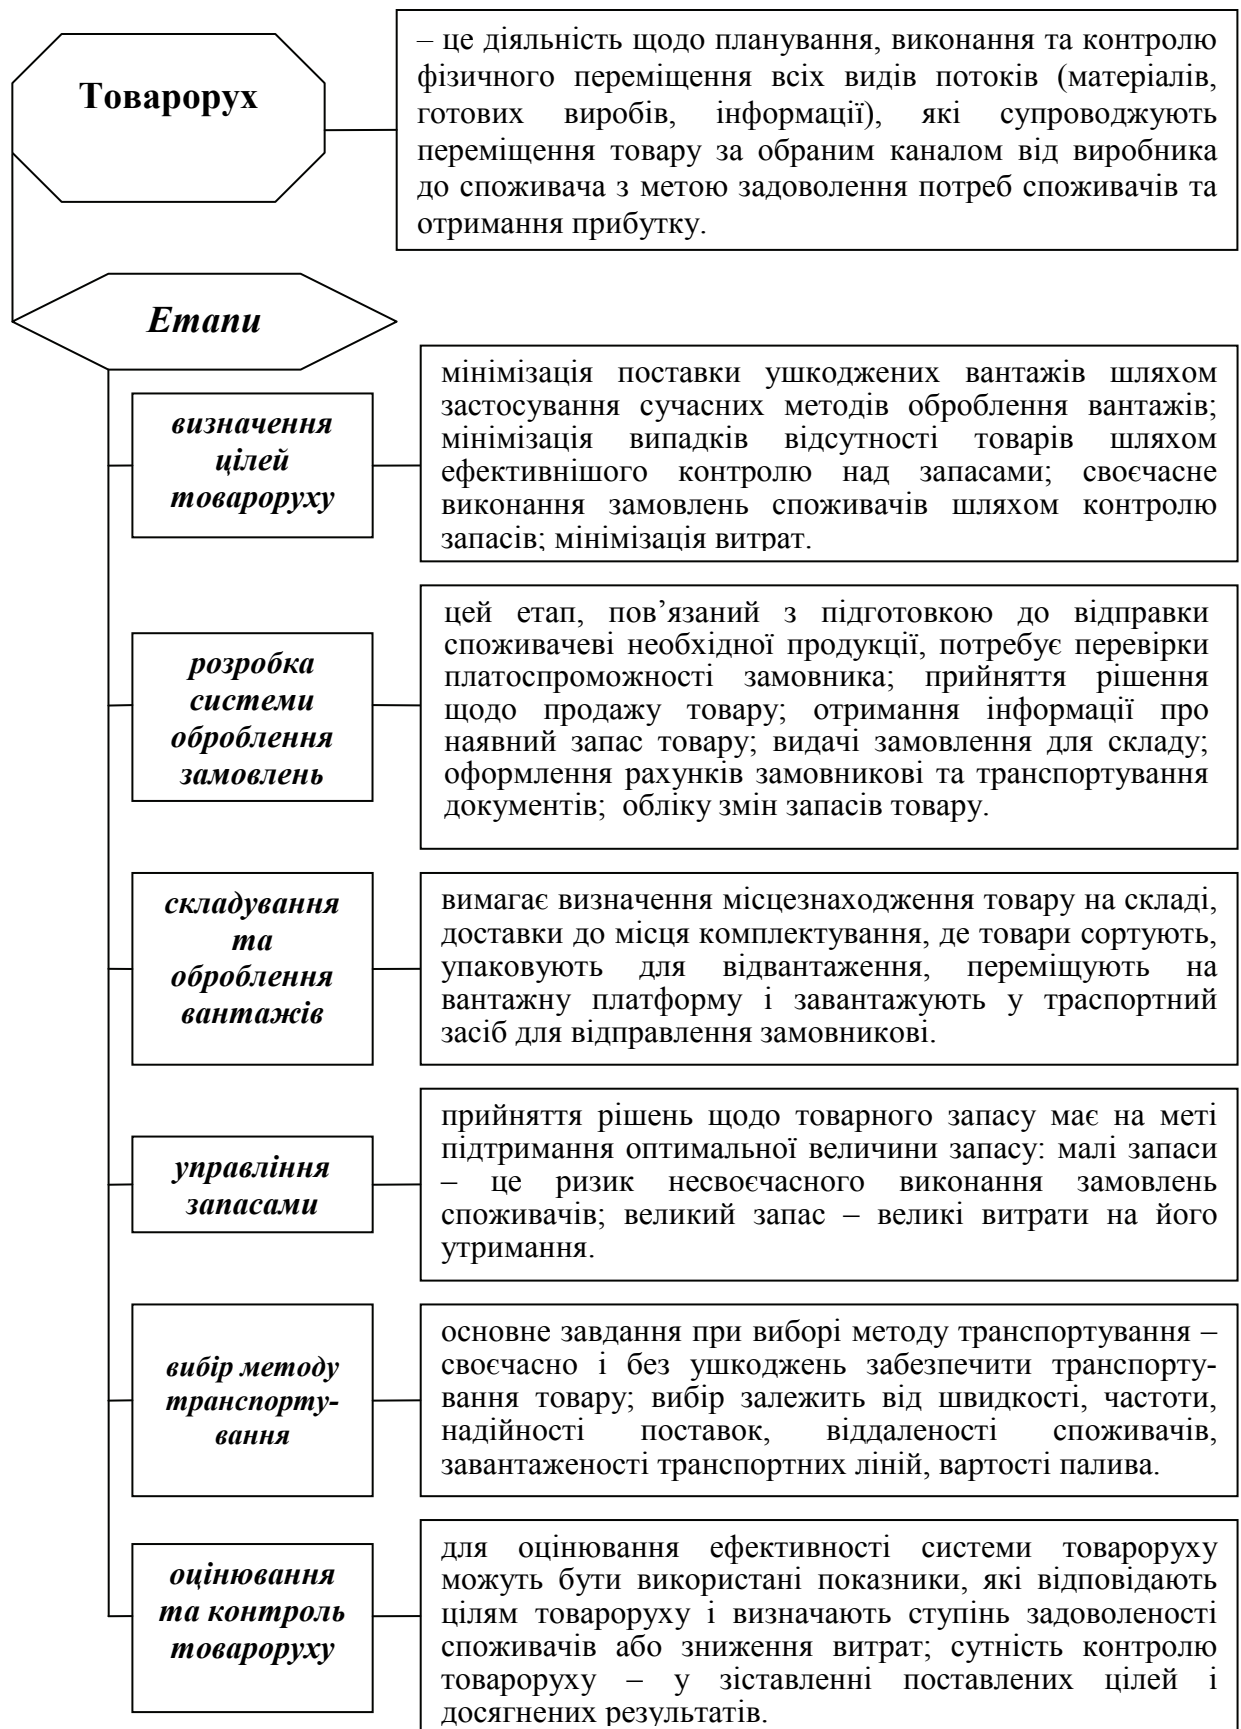 Товарорух
– це діяльність щодо планування, виконання та контролю
фізичного переміщення всіх видів потоків (матеріалів,
готових виробів, інформації), які супроводжують
переміщення товару за обраним каналом від виробника
до споживача з метою задоволення потреб споживачів та
отримання прибутку.
Етапи
визначення
цілей
товароруху
мінімізація поставки ушкоджених вантажів шляхом
застосування сучасних методів оброблення вантажів;
мінімізація випадків відсутності товарів шляхом
ефективнішого контролю над запасами; своєчасне
виконання замовлень споживачів шляхом контролю
запасів; мінімізація витрат.
розробка
системи
оброблення
замовлень
цей етап, пов’язаний з підготовкою до відправки
споживачеві необхідної продукції, потребує перевірки
платоспроможності замовника; прийняття рішення
щодо продажу товару; отримання інформації про
наявний запас товару; видачі замовлення для складу;
оформлення рахунків замовникові та транспортування
документів; обліку змін запасів товару.
складування
та
оброблення
вантажів
вимагає визначення місцезнаходження товару на складі,
доставки до місця комплектування, де товари сортують,
упаковують для відвантаження, переміщують на
вантажну платформу і завантажують у траспортний
засіб для відправлення замовникові.
управління
запасами
прийняття рішень щодо товарного запасу має на меті
підтримання оптимальної величини запасу: малі запаси
– це ризик несвоєчасного виконання замовлень
споживачів; великий запас – великі витрати на його
утримання.
вибір методу
транспорту-
вання
основне завдання при виборі методу транспортування –
своєчасно і без ушкоджень забезпечити транспорту-
вання товару; вибір залежить від швидкості, частоти,
надійності поставок, віддаленості споживачів,
завантаженості транспортних ліній, вартості палива.
оцінювання
та контроль
товароруху
для оцінювання ефективності системи товароруху
можуть бути використані показники, які відповідають
цілям товароруху і визначають ступінь задоволеності
споживачів або зниження витрат; сутність контролю
товароруху – у зіставленні поставлених цілей і
досягнених результатів.